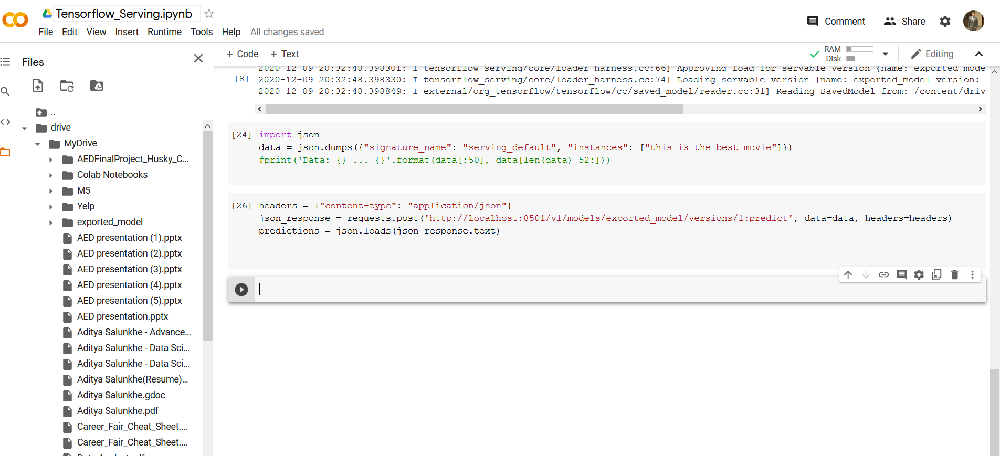 Tensorflow_Serving.ipynb
File Edit View Insert Runtime Tools Help All changes saved
Comment Share
Files
..
drive
MyDrive
AEDFinalProject_Husky_C...
Colab Notebooks
M5
Yelp
exported_model
AED presentation (1).pptx
AED presentation (2).pptx
AED presentation (3).pptx
AED presentation (4).pptx
AED presentation (5).pptx
AED presentation.pptx
Aditya Salunkhe - Advance...
Aditya Salunkhe - Data Sci...
Aditya Salunkhe - Data Sci...
Aditya Salunkhe(Resume)...
Aditya Salunkhe.gdoc
Aditya Salunkhe.pdf
Career_Fair_Cheat_Sheet....
Career_Fair_Cheat_Sheet....
+ Code + Text
RAM
Disk
Editing
2020-12-09 20:32:48.398301: I tensorflow_serving/core/loader_harness.cc:66] Approving load for servable version {name: exported_mode
[8] 2020-12-09 20:32:48.398330: I tensorflow_serving/core/loader_harness.cc:74] Loading servable version {name: exported_model version:
2020-12-09 20:32:48.398849: I external/org_tensorflow/tensorflow/cc/saved_model/reader.cc:31] Reading SavedModel from: /content/driv
[24] import json
data = json.dumps({"signature_name": "serving_default", "instances": ["this is the best movie"]})
#print('Data: {} ... {}'.format(data[:50], data[len(data)-52:]))
[26] headers = {"content-type": "application/json"}
json_response = requests.post('http://localhost:8501/v1/models/exported_model/versions/1:predict', data=data, headers=headers)
predictions = json.loads(json_response.text)